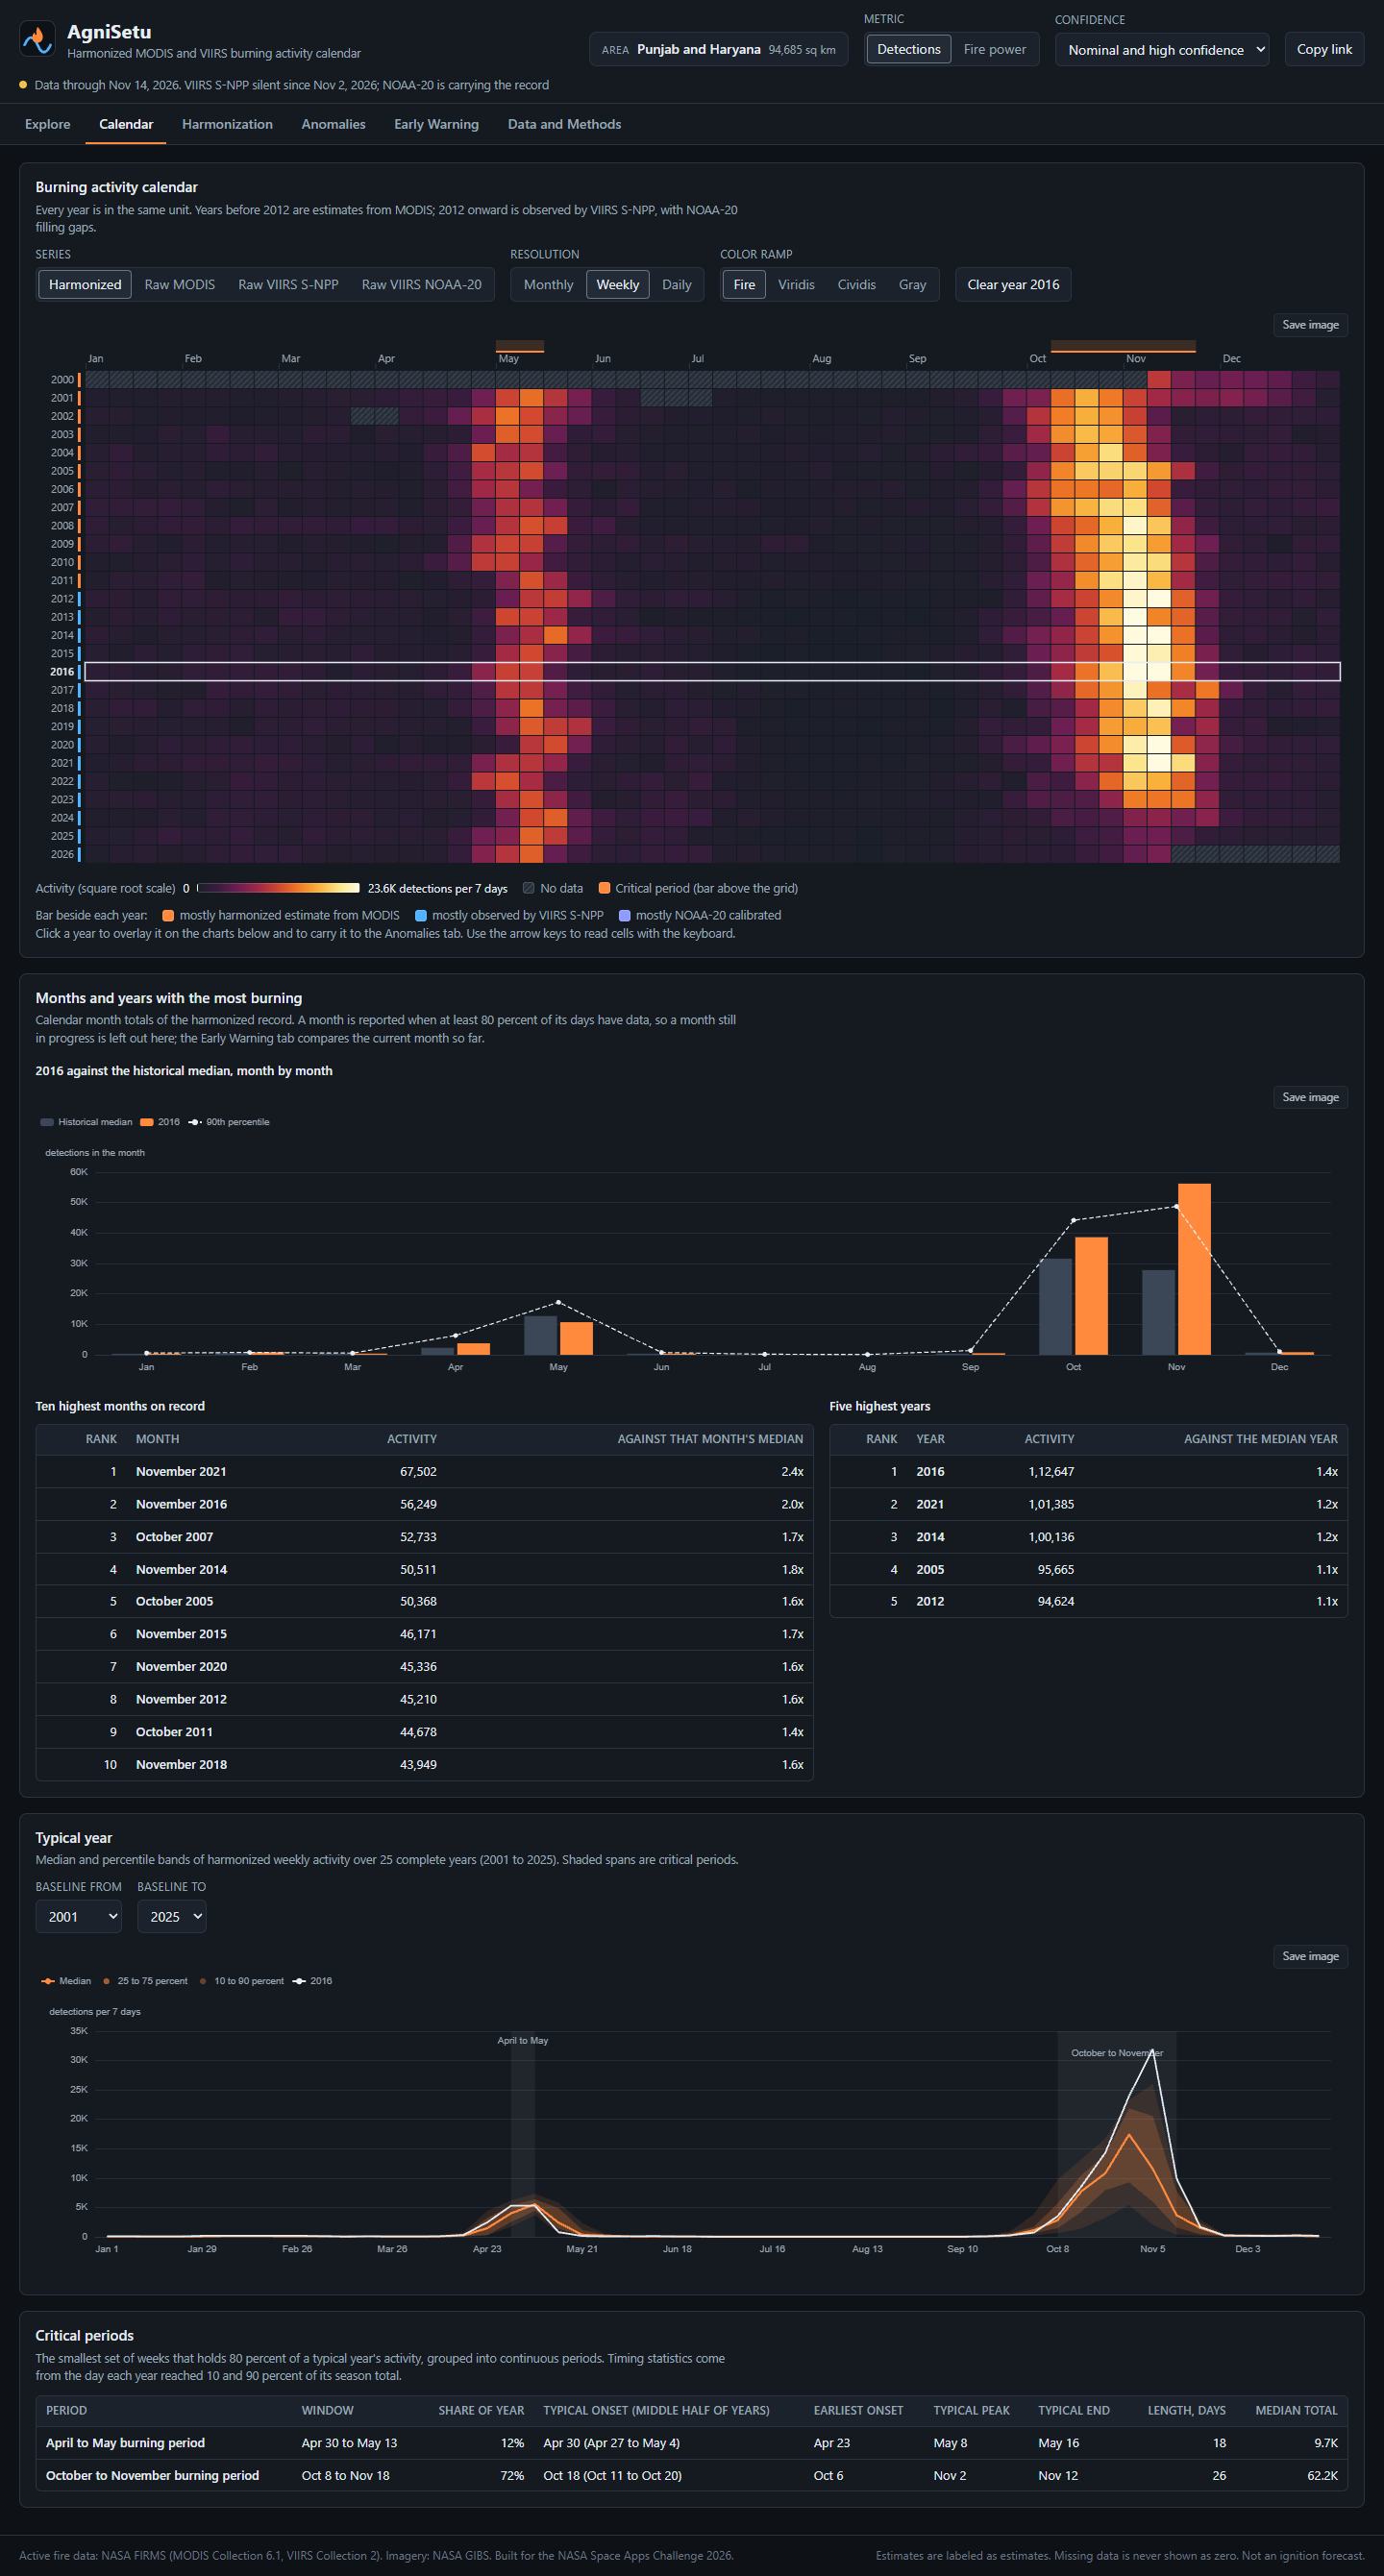 AgniSetu
Harmonized MODIS and VIIRS burning activity calendar
AREA Punjab and Haryana 94,685 sq km
METRIC
Detections Fire power
CONFIDENCE
Nominal and high confidence
Copy link
Data through Nov 14, 2026. VIIRS S-NPP silent since Nov 2, 2026; NOAA-20 is carrying the record
Explore Calendar Harmonization Anomalies Early Warning Data and Methods
Burning activity calendar
Every year is in the same unit. Years before 2012 are estimates from MODIS; 2012 onward is observed by VIIRS S-NPP, with NOAA-20
filling gaps.
SERIES RESOLUTION COLOR RAMP
Harmonized Raw MODIS Raw VIIRS S-NPP Raw VIIRS NOAA-20 Monthly Weekly Daily Fire Viridis Cividis Gray Clear year 2016
Save image
Jan Feb Mar Apr May Jun Jul Aug Sep Oct Nov Dec
2000
2001
2002
2003
2004
2005
2006
2007
2008
2009
2010
2011
2012
2013
2014
2015
2016
2017
2018
2019
2020
2021
2022
2023
2024
2025
2026
Activity (square root scale) 0 23.6K detections per 7 days No data Critical period (bar above the grid)
Bar beside each year: mostly harmonized estimate from MODIS mostly observed by VIIRS S-NPP mostly NOAA-20 calibrated
Click a year to overlay it on the charts below and to carry it to the Anomalies tab. Use the arrow keys to read cells with the keyboard.
Months and years with the most burning
Calendar month totals of the harmonized record. A month is reported when at least 80 percent of its days have data, so a month still
in progress is left out here; the Early Warning tab compares the current month so far.
2016 against the historical median, month by month
Save image
Historical median 2016 90th percentile
detections in the month
60K
50K
40K
30K
20K
10K
0
Jan Feb Mar Apr May Jun Jul Aug Sep Oct Nov Dec
Ten highest months on record
RANK MONTH ACTIVITY AGAINST THAT MONTH'S MEDIAN
1 November 2021 67,502 2.4x
2 November 2016 56,249 2.0x
3 October 2007 52,733 1.7x
4 November 2014 50,511 1.8x
5 October 2005 50,368 1.6x
6 November 2015 46,171 1.7x
7 November 2020 45,336 1.6x
8 November 2012 45,210 1.6x
9 October 2011 44,678 1.4x
10 November 2018 43,949 1.6x
Five highest years
RANK YEAR ACTIVITY AGAINST THE MEDIAN YEAR
1 2016 1,12,647 1.4x
2 2021 1,01,385 1.2x
3 2014 1,00,136 1.2x
4 2005 95,665 1.1x
5 2012 94,624 1.1x
Typical year
Median and percentile bands of harmonized weekly activity over 25 complete years (2001 to 2025). Shaded spans are critical periods.
BASELINE FROM BASELINE TO
2001 2025
Save image
Median 25 to 75 percent 10 to 90 percent 2016
detections per 7 days
35K
30K
25K
20K
15K
10K
5K
0
April to May
October to November
Jan 1 Jan 29 Feb 26 Mar 26 Apr 23 May 21 Jun 18 Jul 16 Aug 13 Sep 10 Oct 8 Nov 5 Dec 3
Critical periods
The smallest set of weeks that holds 80 percent of a typical year's activity, grouped into continuous periods. Timing statistics come
from the day each year reached 10 and 90 percent of its season total.
PERIOD WINDOW SHARE OF YEAR TYPICAL ONSET (MIDDLE HALF OF YEARS) EARLIEST ONSET TYPICAL PEAK TYPICAL END LENGTH, DAYS MEDIAN TOTAL
April to May burning period Apr 30 to May 13 12% Apr 30 (Apr 27 to May 4) Apr 23 May 8 May 16 18 9.7K
October to November burning period Oct 8 to Nov 18 72% Oct 18 (Oct 11 to Oct 20) Oct 6 Nov 2 Nov 12 26 62.2K
Active fire data: NASA FIRMS (MODIS Collection 6.1, VIIRS Collection 2). Imagery: NASA GIBS. Built for the NASA Space Apps Challenge 2026.
Estimates are labeled as estimates. Missing data is never shown as zero. Not an ignition forecast.